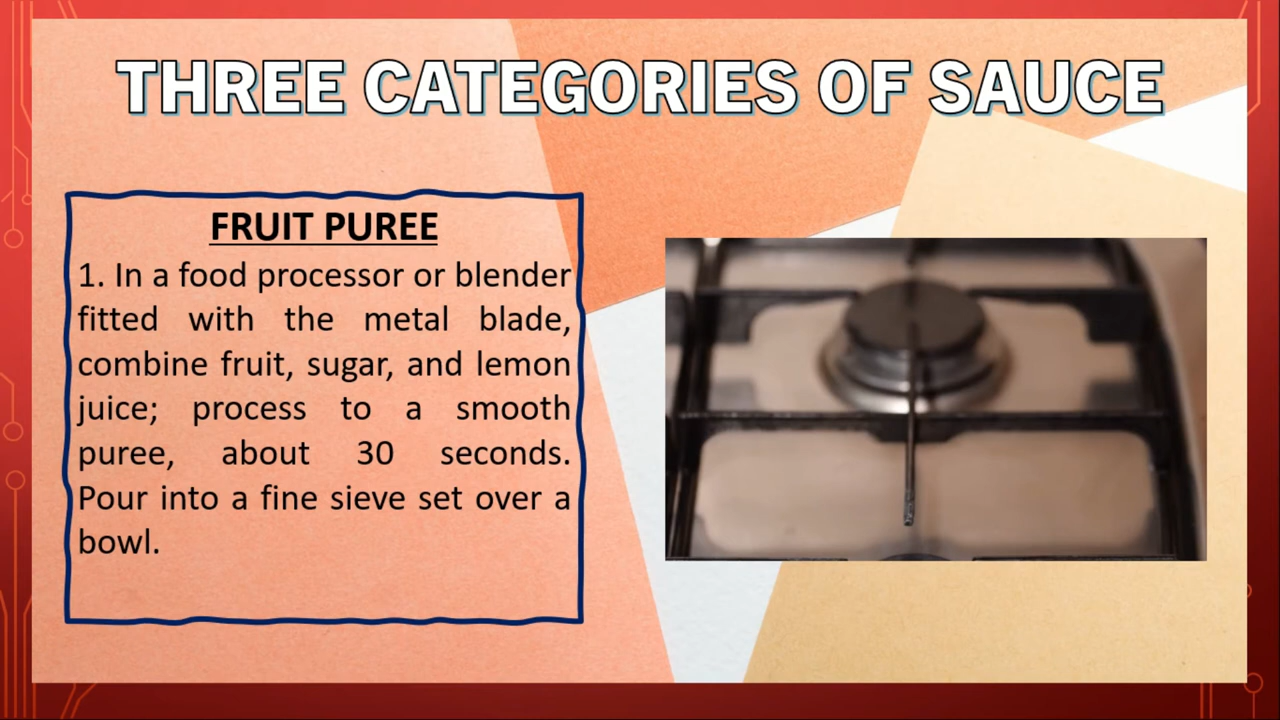 THREE CATEGORIES OF SAUCE
FRUIT PUREE
1. In a food processor or blender
fitted with the metal blade,
combine fruit, sugar, and lemon
juice; process to a smooth
puree, about 30 seconds.
Pour into a fine sieve set over a
bowl.